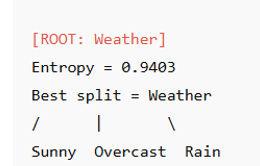 [ROOT: Weather]
Entropy = 0.9403
Best split = Weather
/ | \
Sunny Overcast Rain